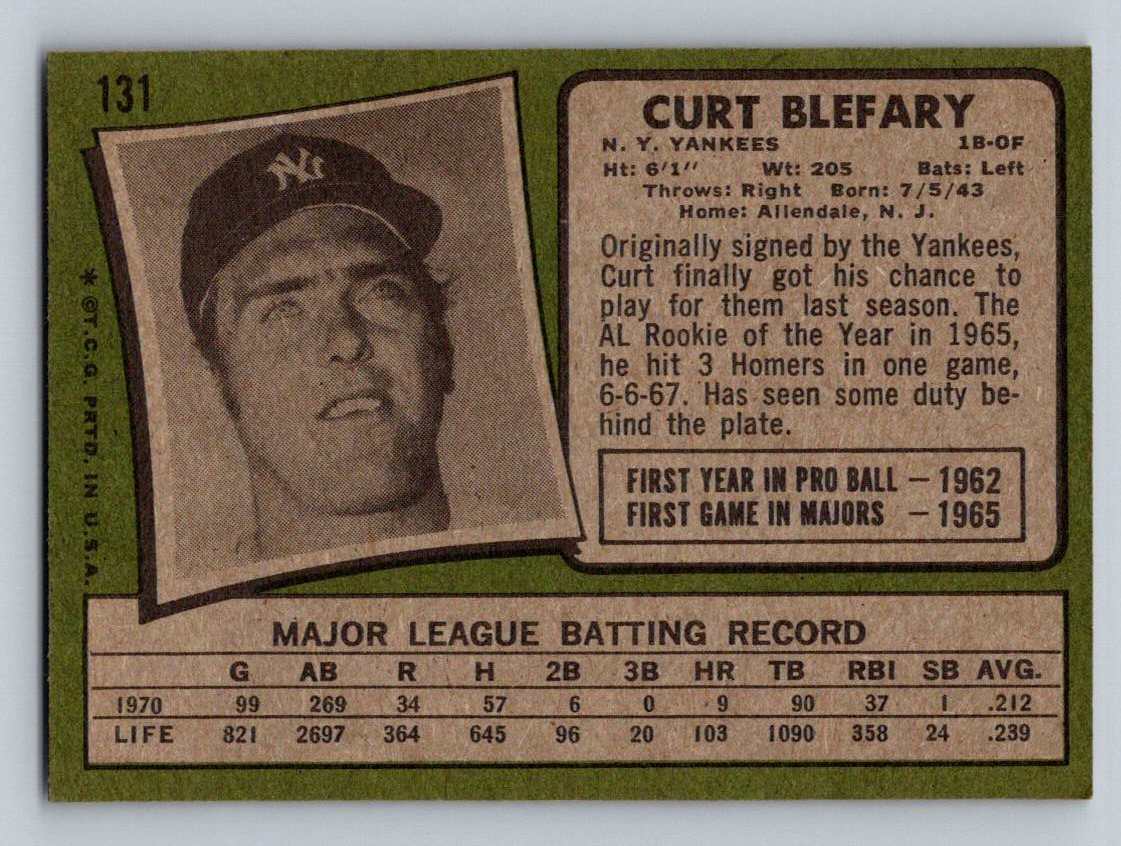 131
CURT BLEFARY
N. Y. YANKEES 1B-OF
Ht: 6'1" Wt: 205 Bats: Left
Throws: Right Born: 7/5/43
Home: Allendale, N. J.
Originally signed by the Yankees,
Curt finally got his chance to
play for them last season. The
AL Rookie of the Year in 1965,
he hit 3 Homers in one game,
6-6-67. Has seen some duty be-
hind the plate.
FIRST YEAR IN PRO BALL — 1962
FIRST GAME IN MAJORS — 1965
NY
* ©T.C.G. PRTD. IN U.S.A.
MAJOR LEAGUE BATTING RECORD
G AB R H 2B 3B HR TB RBI SB AVG.
1970 99 269 34 57 6 0 9 90 37 1 .212
LIFE 821 2697 364 645 96 20 103 1090 358 24 .239